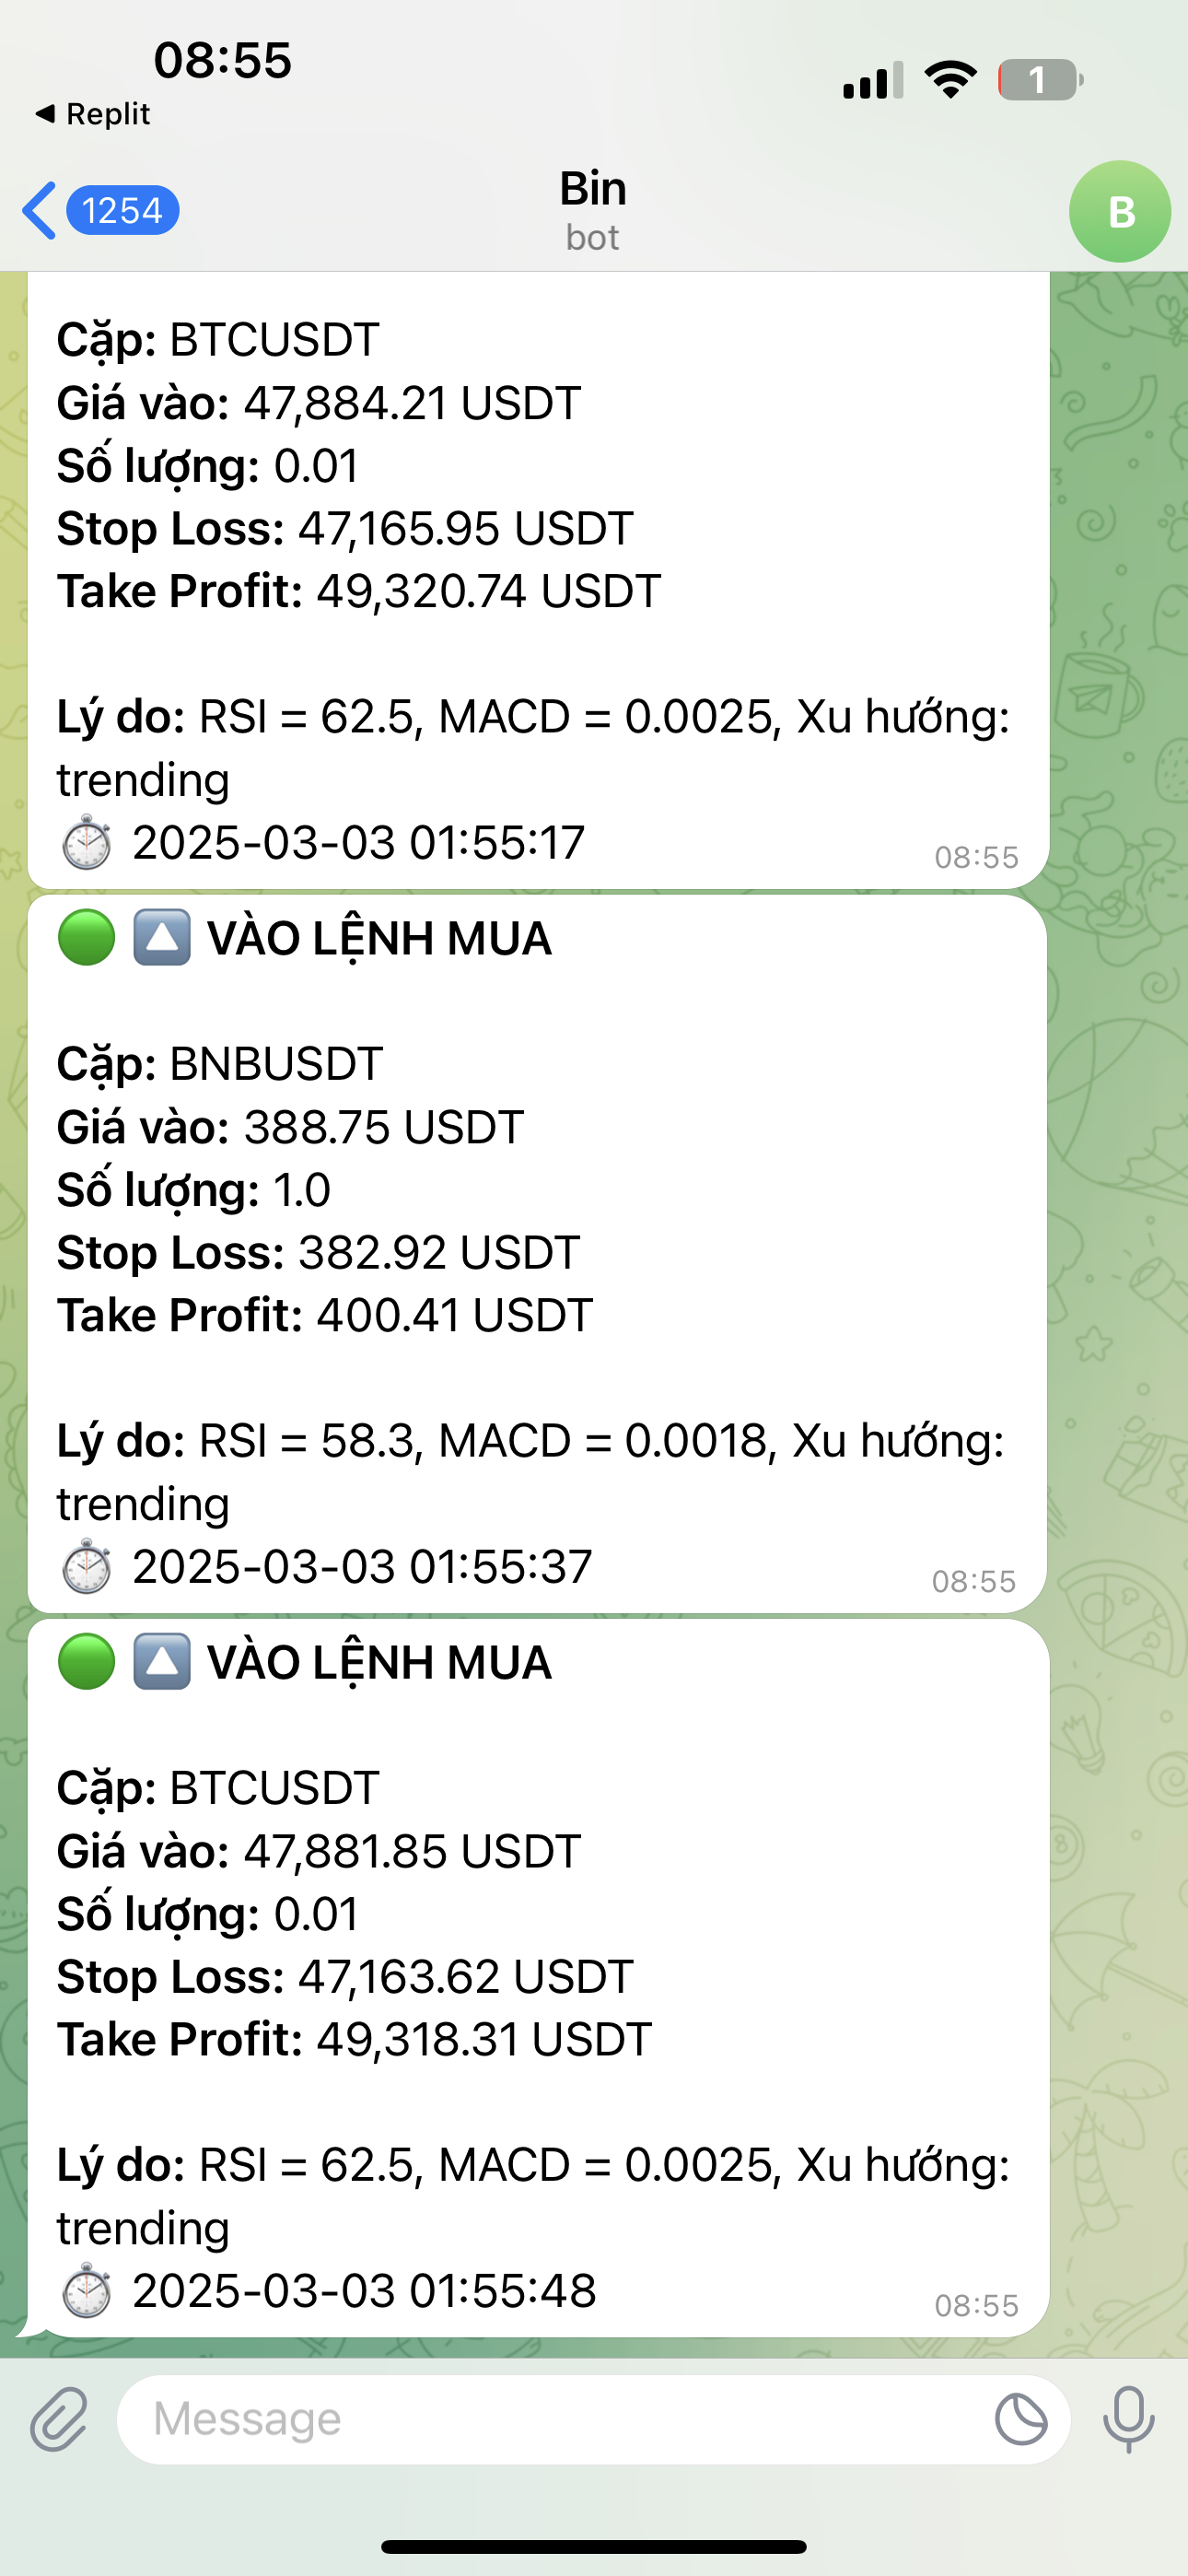 08:55
1
◀ Replit
1254
Bin
bot
B
Cặp: BTCUSDT
Giá vào: 47,884.21 USDT
Số lượng: 0.01
Stop Loss: 47,165.95 USDT
Take Profit: 49,320.74 USDT
Lý do: RSI = 62.5, MACD = 0.0025, Xu hướng:
trending
⏱ 2025-03-03 01:55:17
08:55
🟢 🔼 VÀO LỆNH MUA
Cặp: BNBUSDT
Giá vào: 388.75 USDT
Số lượng: 1.0
Stop Loss: 382.92 USDT
Take Profit: 400.41 USDT
Lý do: RSI = 58.3, MACD = 0.0018, Xu hướng:
trending
⏱ 2025-03-03 01:55:37
08:55
🟢 🔼 VÀO LỆNH MUA
Cặp: BTCUSDT
Giá vào: 47,881.85 USDT
Số lượng: 0.01
Stop Loss: 47,163.62 USDT
Take Profit: 49,318.31 USDT
Lý do: RSI = 62.5, MACD = 0.0025, Xu hướng:
trending
⏱ 2025-03-03 01:55:48
08:55
Message